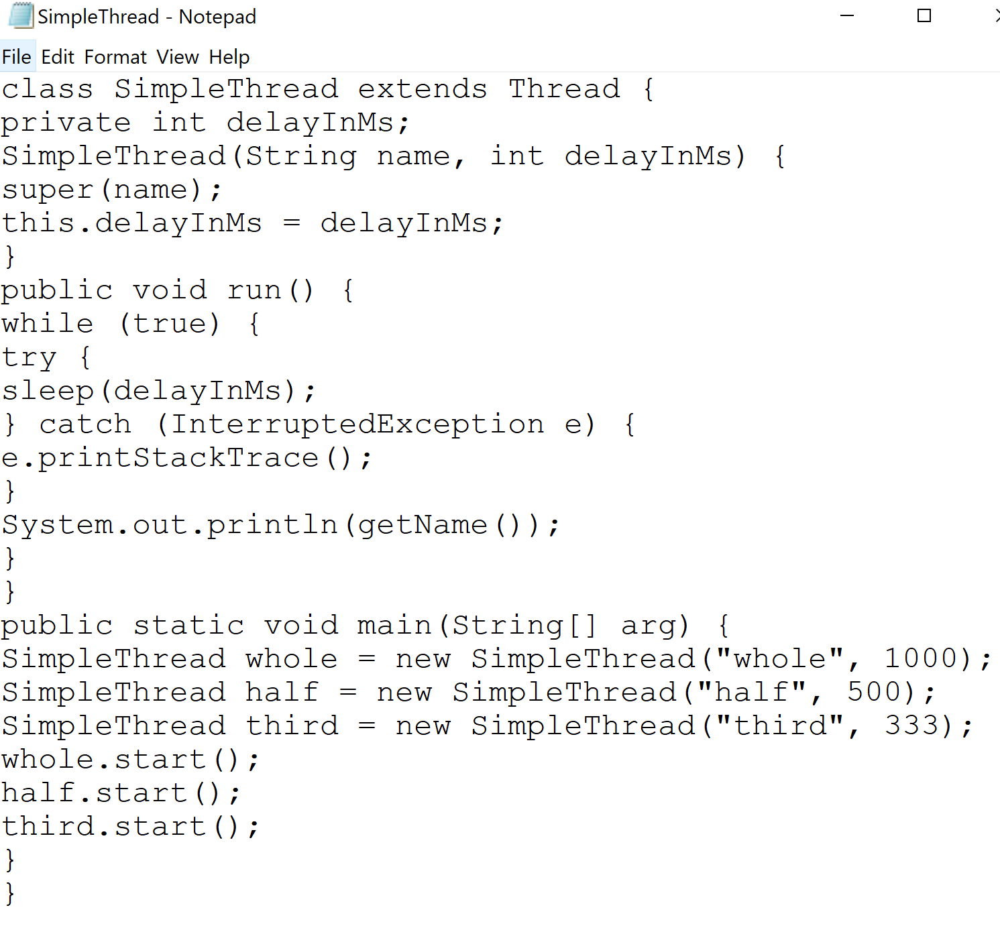 SimpleThread - Notepad
File Edit Format View Help
class SimpleThread extends Thread {
private int delayInMs;
SimpleThread(String name, int delayInMs) {
super(name);
this.delayInMs = delayInMs;
}
public void run() {
while (true) {
try {
sleep(delayInMs);
} catch (InterruptedException e) {
e.printStackTrace();
}
System.out.println(getName());
}
}
public static void main(String[] arg) {
SimpleThread whole = new SimpleThread("whole", 1000);
SimpleThread half = new SimpleThread("half", 500);
SimpleThread third = new SimpleThread("third", 333);
whole.start();
half.start();
third.start();
}
}